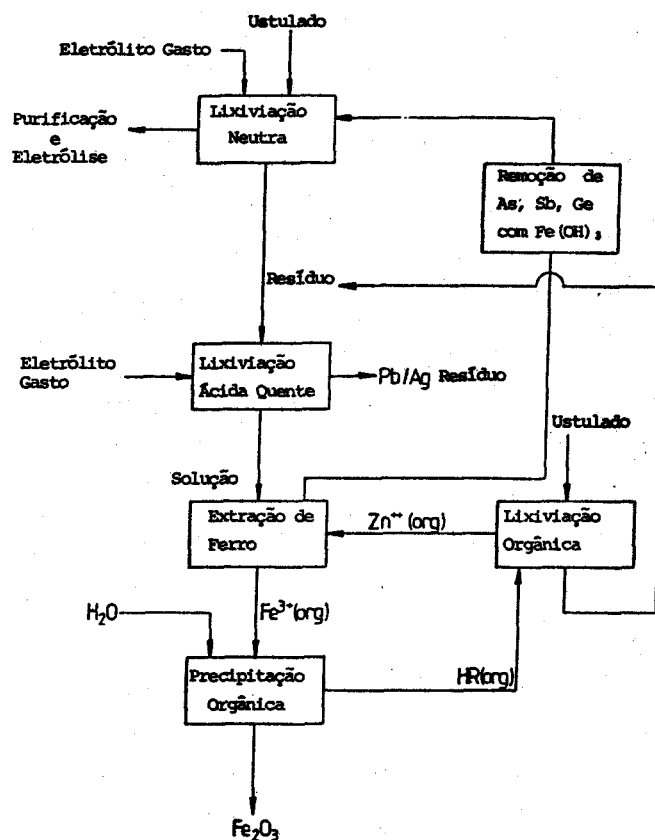 Ustulado
Eletrólito Gasto
Lixiviação
Neutra
Purificação
e
Eletrólise
Remoção de
As, Sb, Ge
com Fe(OH)₃
Resíduo
Eletrólito
Gasto
Lixiviação
Ácida Quente
Pb/Ag Resíduo
Ustulado
Solução
Extração de
Ferro
Zn⁺⁺ (org)
Lixiviação
Orgânica
H₂O
Fe³⁺(org)
Precipitação
Orgânica
HR(org)
Fe₂O₃